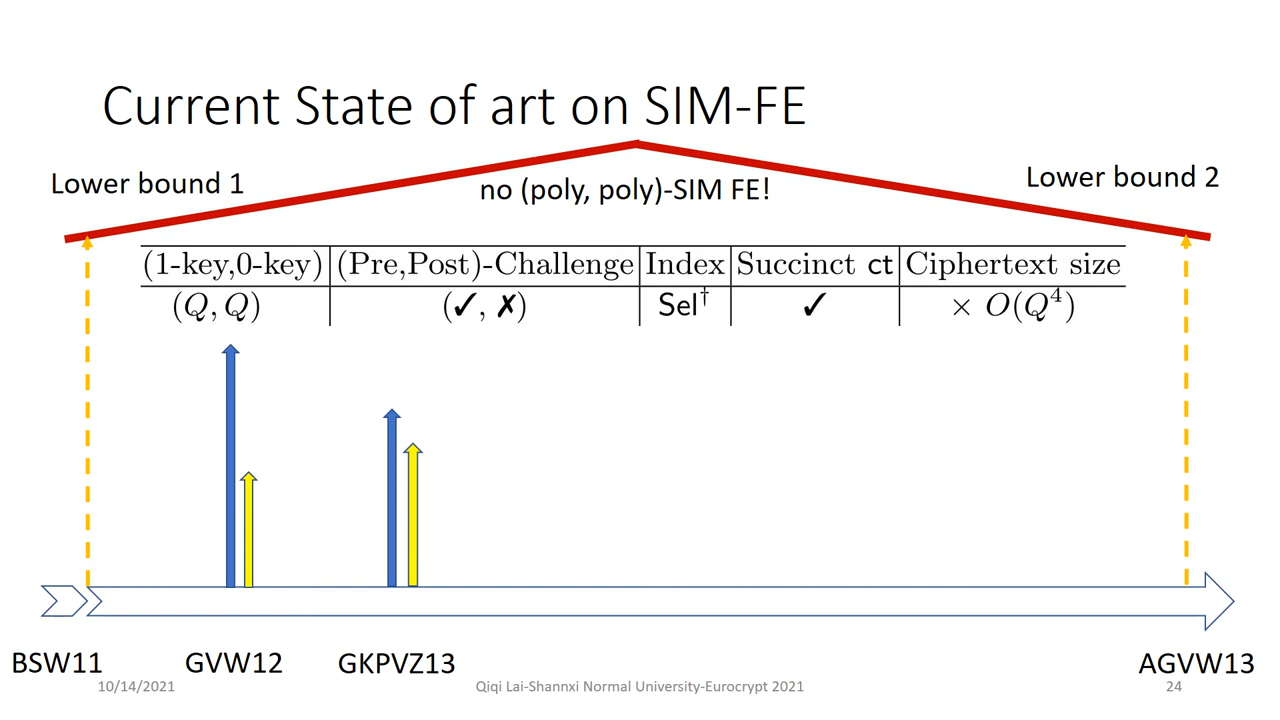 Current State of art on SIM-FE
Lower bound 1
no (poly, poly)-SIM FE!
Lower bound 2
(1-key,0-key) (Pre,Post)-Challenge Index Succinct ct Ciphertext size
(Q, Q) (✓, ✗) Sel† ✓ × O(Q⁴)
BSW11 GVW12 GKPVZ13 AGVW13
10/14/2021 Qiqi Lai-Shannxi Normal University-Eurocrypt 2021 24